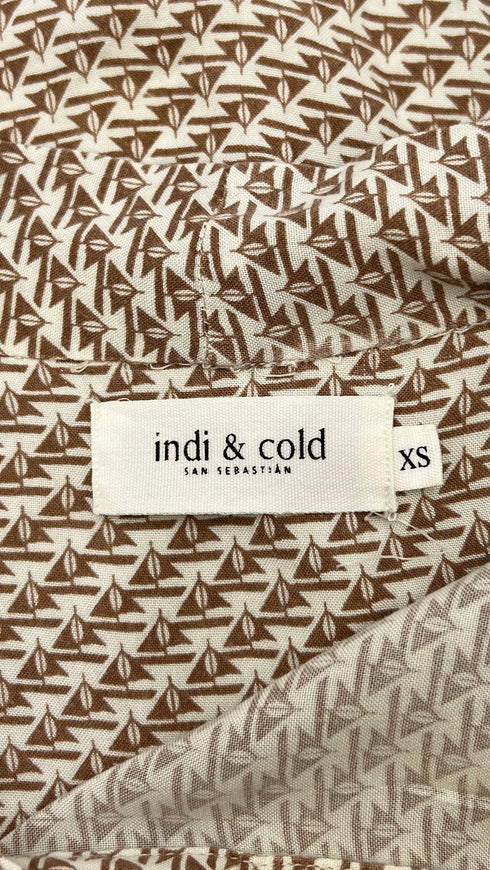 indi & cold
SAN SEBASTIÁN
XS